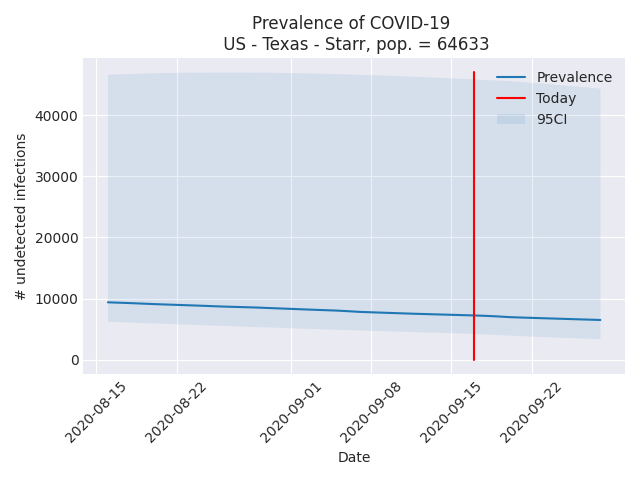 Prevalence of COVID-19
US - Texas - Starr, pop. = 64633
Prevalence
Today
95CI
# undetected infections
40000
30000
20000
10000
0
2020-08-15
2020-08-22
2020-09-01
2020-09-08
2020-09-15
2020-09-22
Date